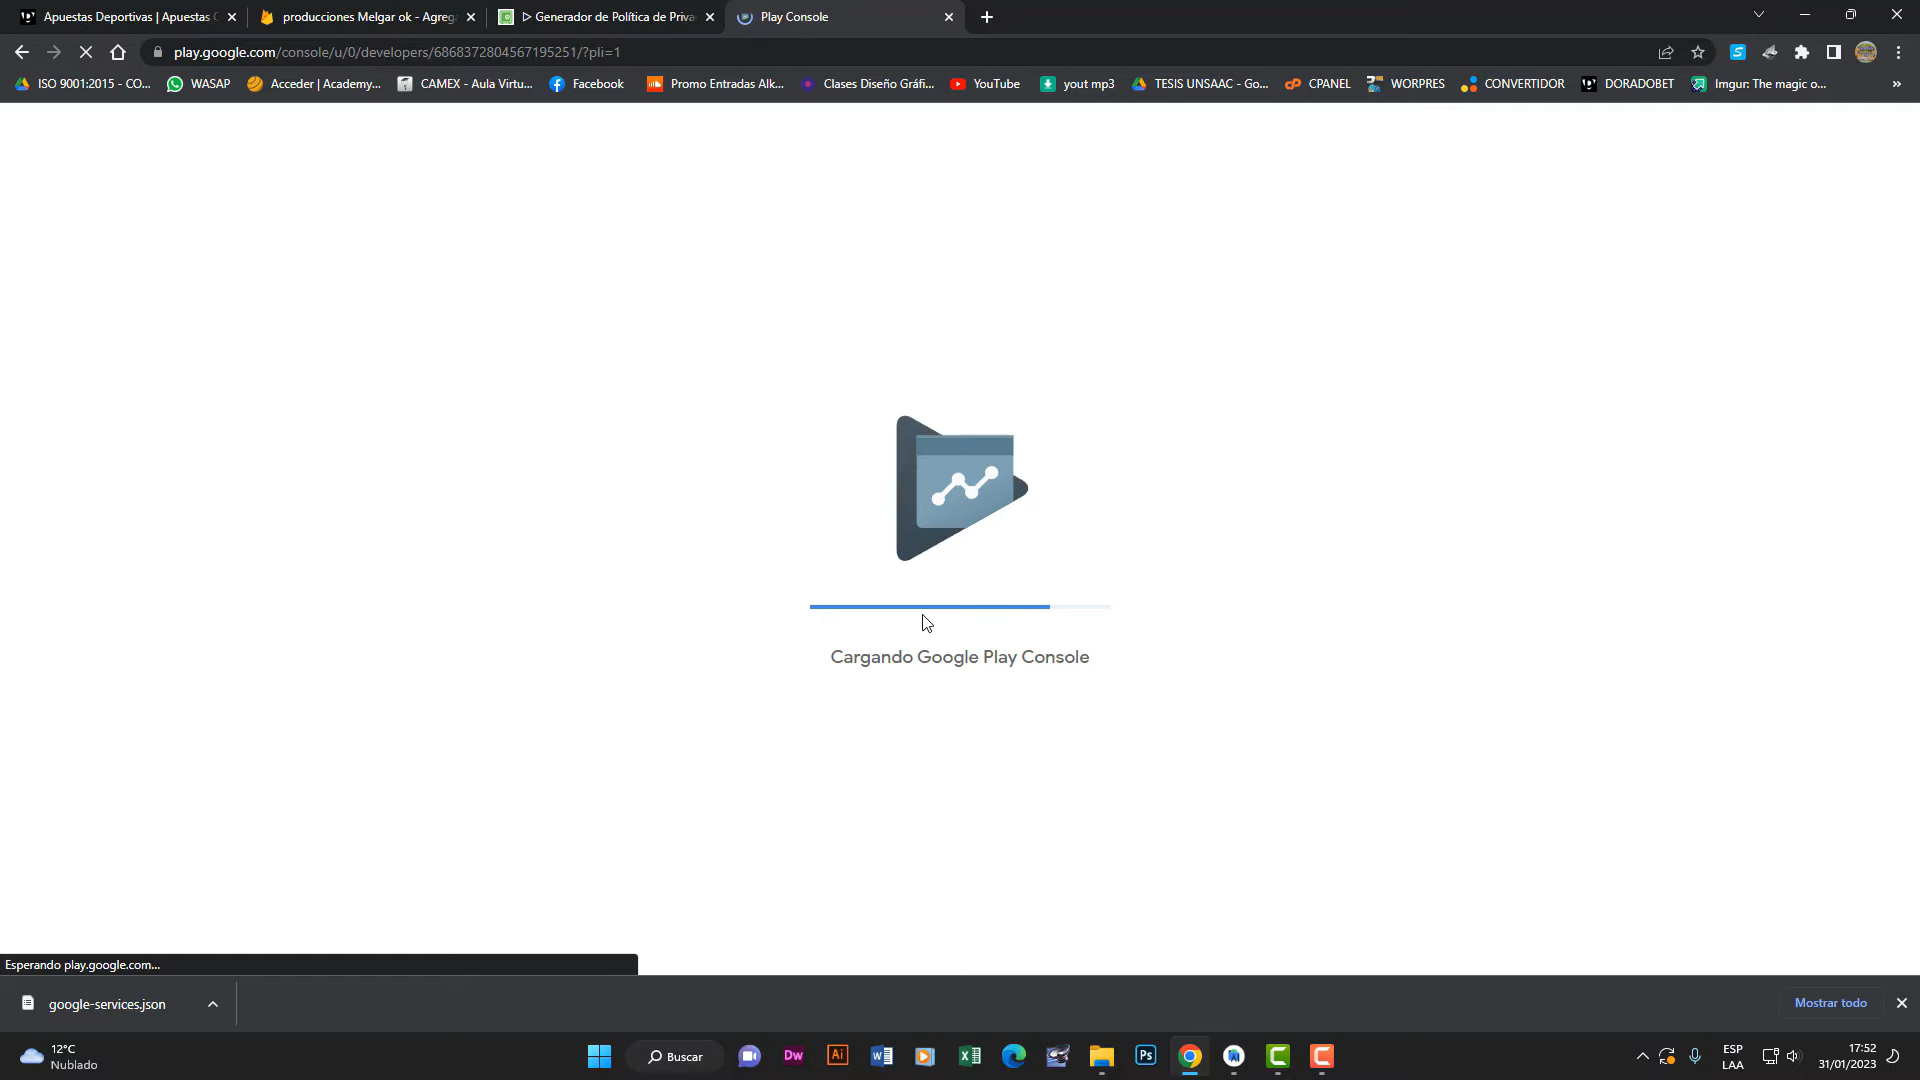 Apuestas Deportivas | Apuestas
producciones Melgar ok - Agreg
Generador de Política de Priva
Play Console
play.google.com/console/u/0/developers/6868372804567195251/?pli=1
ISO 9001:2015 - CO...
WASAP
Acceder | Academy...
CAMEX - Aula Virtu...
Facebook
Promo Entradas Alk...
Clases Diseño Gráfi...
YouTube
yout mp3
TESIS UNSAAC - Go...
CPANEL
WORPRES
CONVERTIDOR
DORADOBET
Imgur: The magic o...
Cargando Google Play Console
Esperando play.google.com...
google-services.json
Mostrar todo
12°C
Nublado
Buscar
ESP
LAA
17:52
31/01/2023